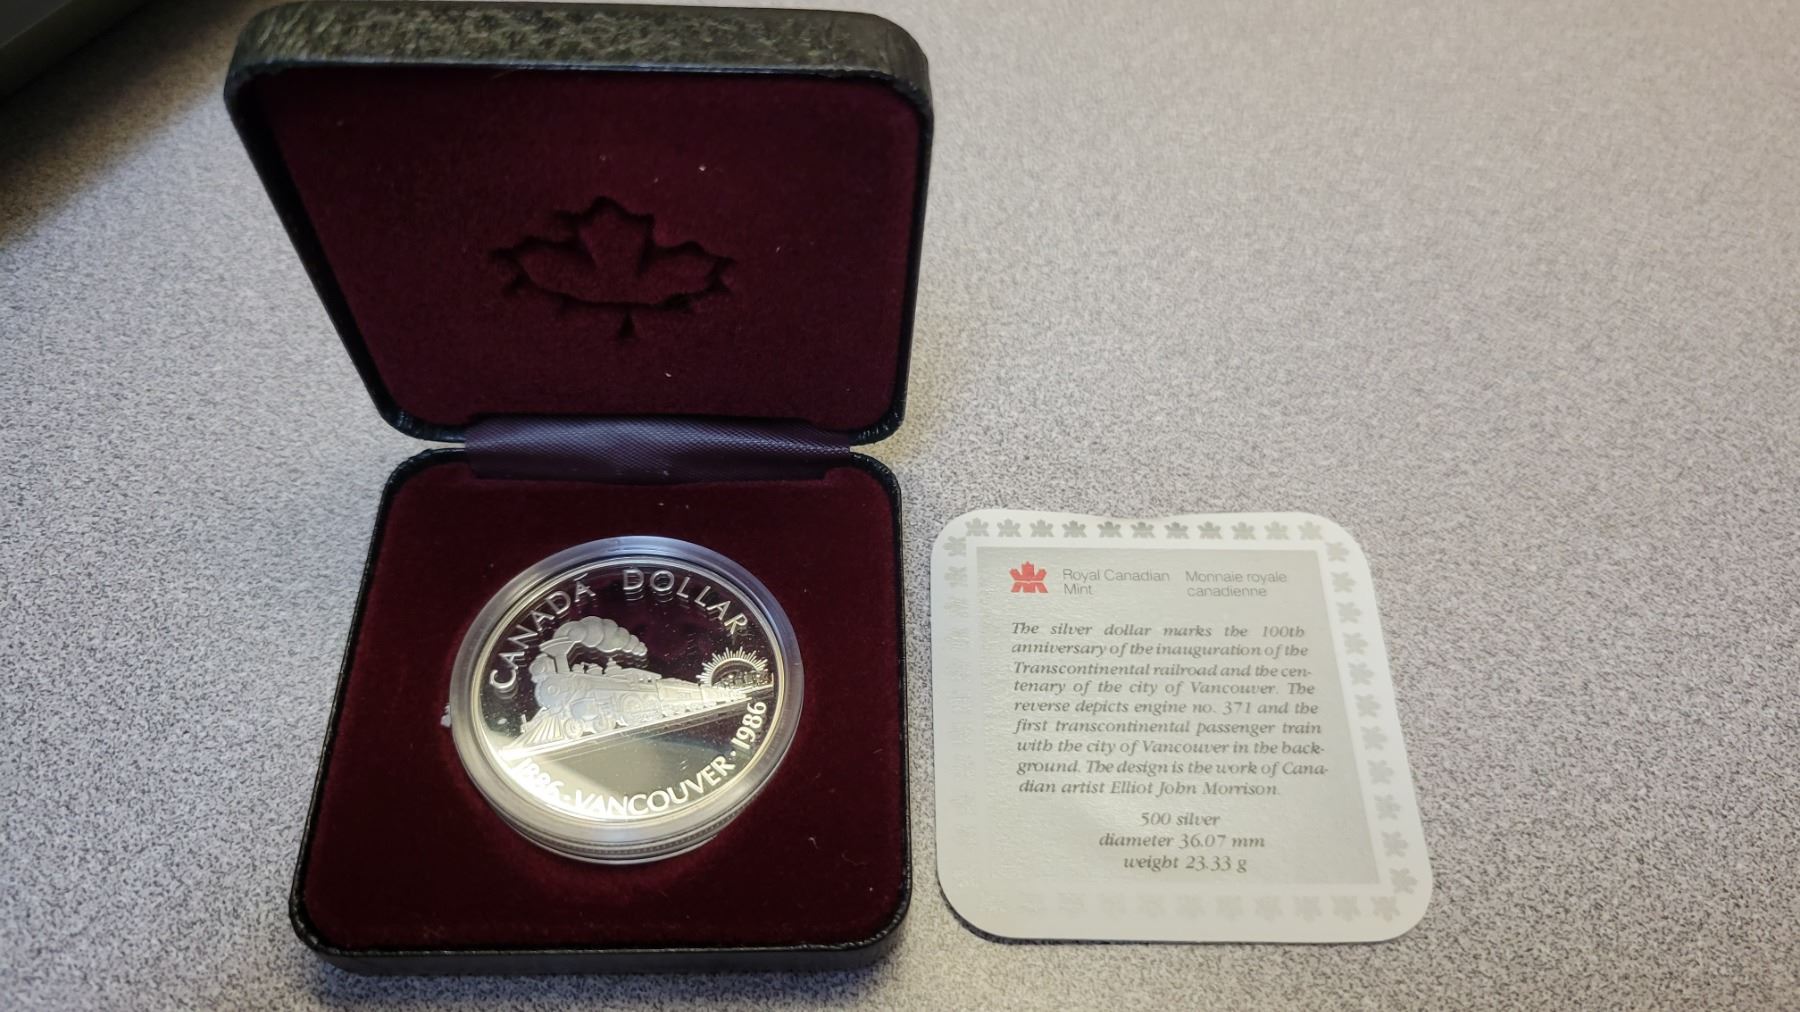 CANADA DOLLAR
1886 · VANCOUVER · 1986
Royal Canadian Mint
Monnaie royale canadienne
The silver dollar marks the 100th
anniversary of the inauguration of the
Transcontinental railroad and the cen-
tenary of the city of Vancouver. The
reverse depicts engine no. 371 and the
first transcontinental passenger train
with the city of Vancouver in the back-
ground. The design is the work of Cana-
dian artist Elliot John Morrison.
500 silver
diameter 36.07 mm
weight 23.33 g